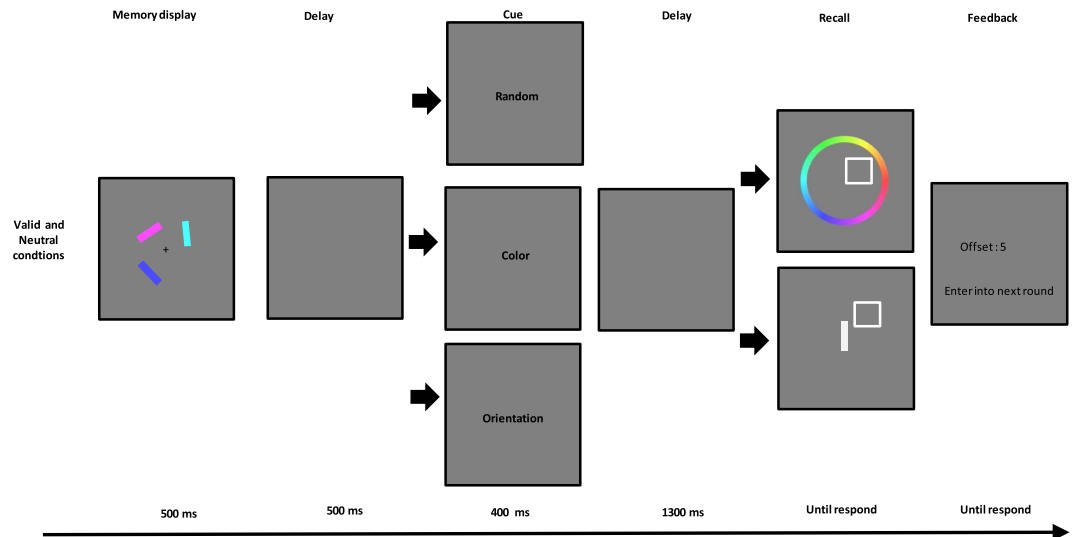 Memory display
Delay
Cue
Delay
Recall
Feedback
Random
Valid and
Neutral
condtions
Color
Offset : 5
Enter into next round
Orientation
500 ms
500 ms
400 ms
1300 ms
Until respond
Until respond